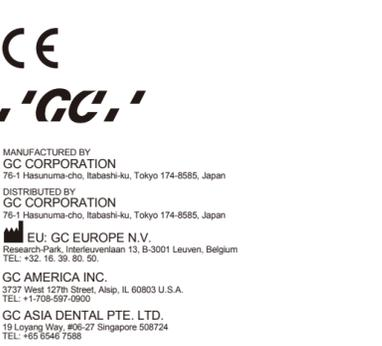 CE
'GC'
MANUFACTURED BY
GC CORPORATION
76-1 Hasunuma-cho, Itabashi-ku, Tokyo 174-8585, Japan
DISTRIBUTED BY
GC CORPORATION
76-1 Hasunuma-cho, Itabashi-ku, Tokyo 174-8585, Japan
EU: GC EUROPE N.V.
Research-Park, Interleuvenlaan 13, B-3001 Leuven, Belgium
TEL: +32. 16. 39. 80. 50.
GC AMERICA INC.
3737 West 127th Street, Alsip, IL 60803 U.S.A.
TEL: +1-708-597-0900
GC ASIA DENTAL PTE. LTD.
19 Loyang Way, #06-27 Singapore 508724
TEL: +65 6546 7588